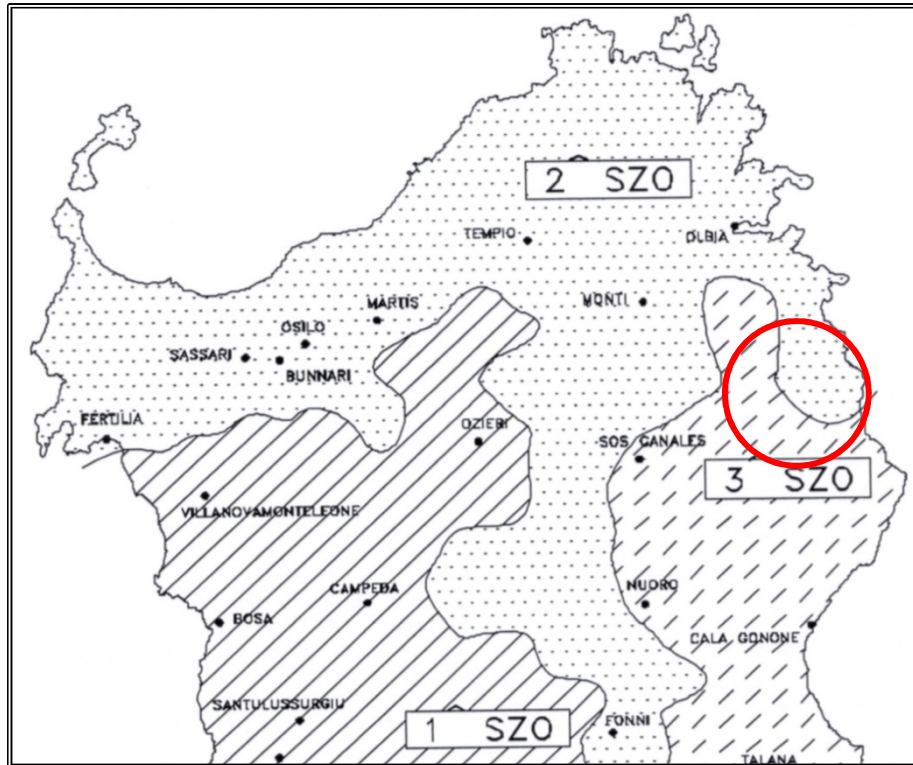 2 SZO
TEMPIO
OLBIA
MONTI
MARTIS
OSILO
SASSARI
BUNNARI
FERTILIA
OZIERI
SOS CANALES
3 SZO
VILLANOVAMONTELEONE
CAMPEDA
NUORO
BOSA
CALA GONONE
SANTULUSSURGIU
1 SZO
FONNI
TALANA